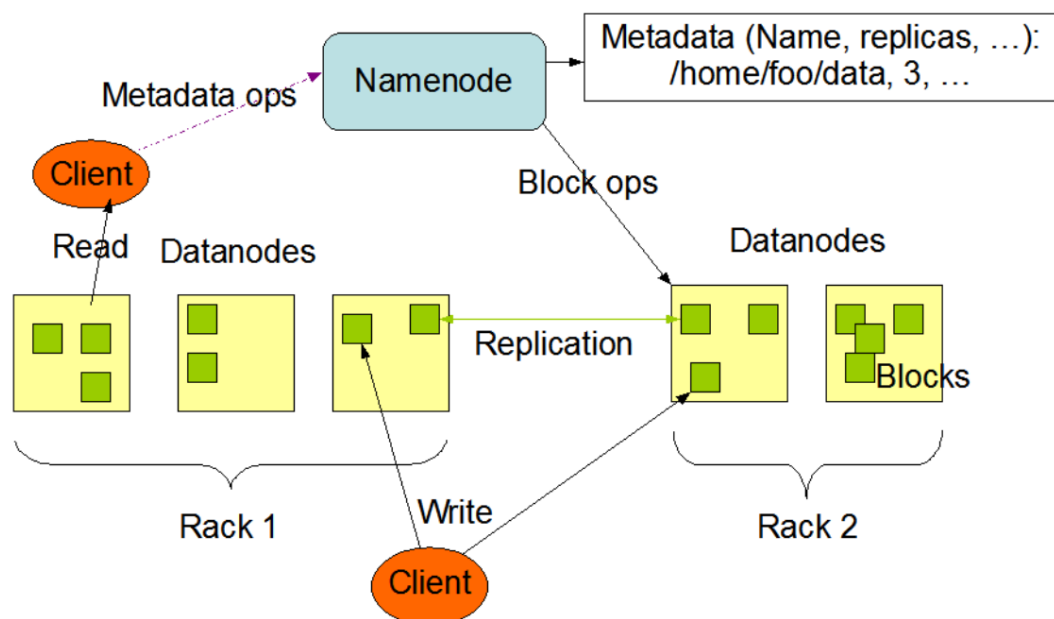 Metadata (Name, replicas, …):
/home/foo/data, 3, …
Namenode
Metadata ops
Client
Block ops
Read
Datanodes
Datanodes
Replication
Blocks
Rack 1
Write
Rack 2
Client